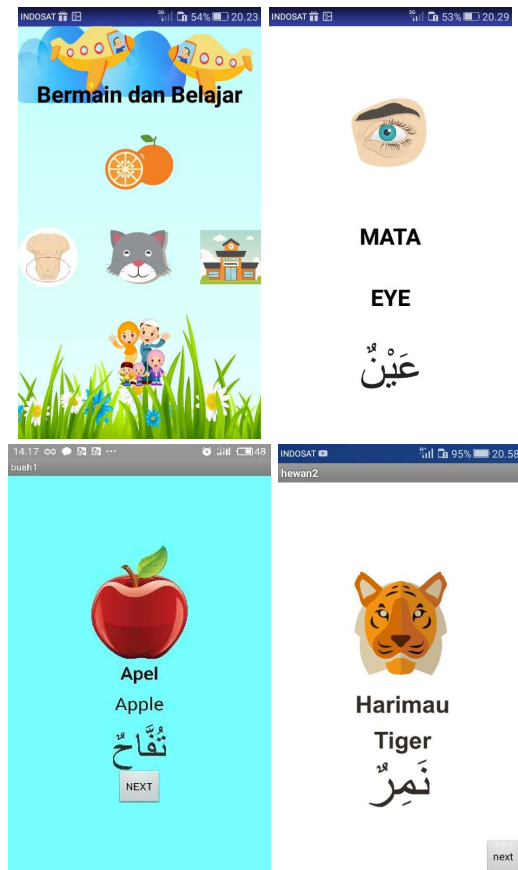 INDOSAT 54% 20.23
Bermain dan Belajar
INDOSAT 53% 20.29
MATA
EYE
عَيْنٌ
14.17 48
bueh1
Apel
Apple
تُفَّاحٌ
NEXT
INDOSAT 95% 20.58
hewan2
Harimau
Tiger
نَمِرٌ
next